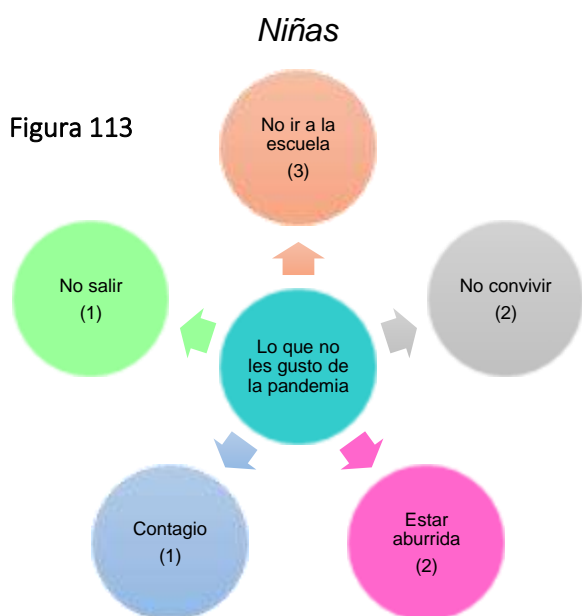 Niñas
Figura 113
No ir a la
escuela
(3)
No salir
(1)
No convivir
(2)
Lo que no
les gusto de
la pandemia
Contagio
(1)
Estar
aburrida
(2)